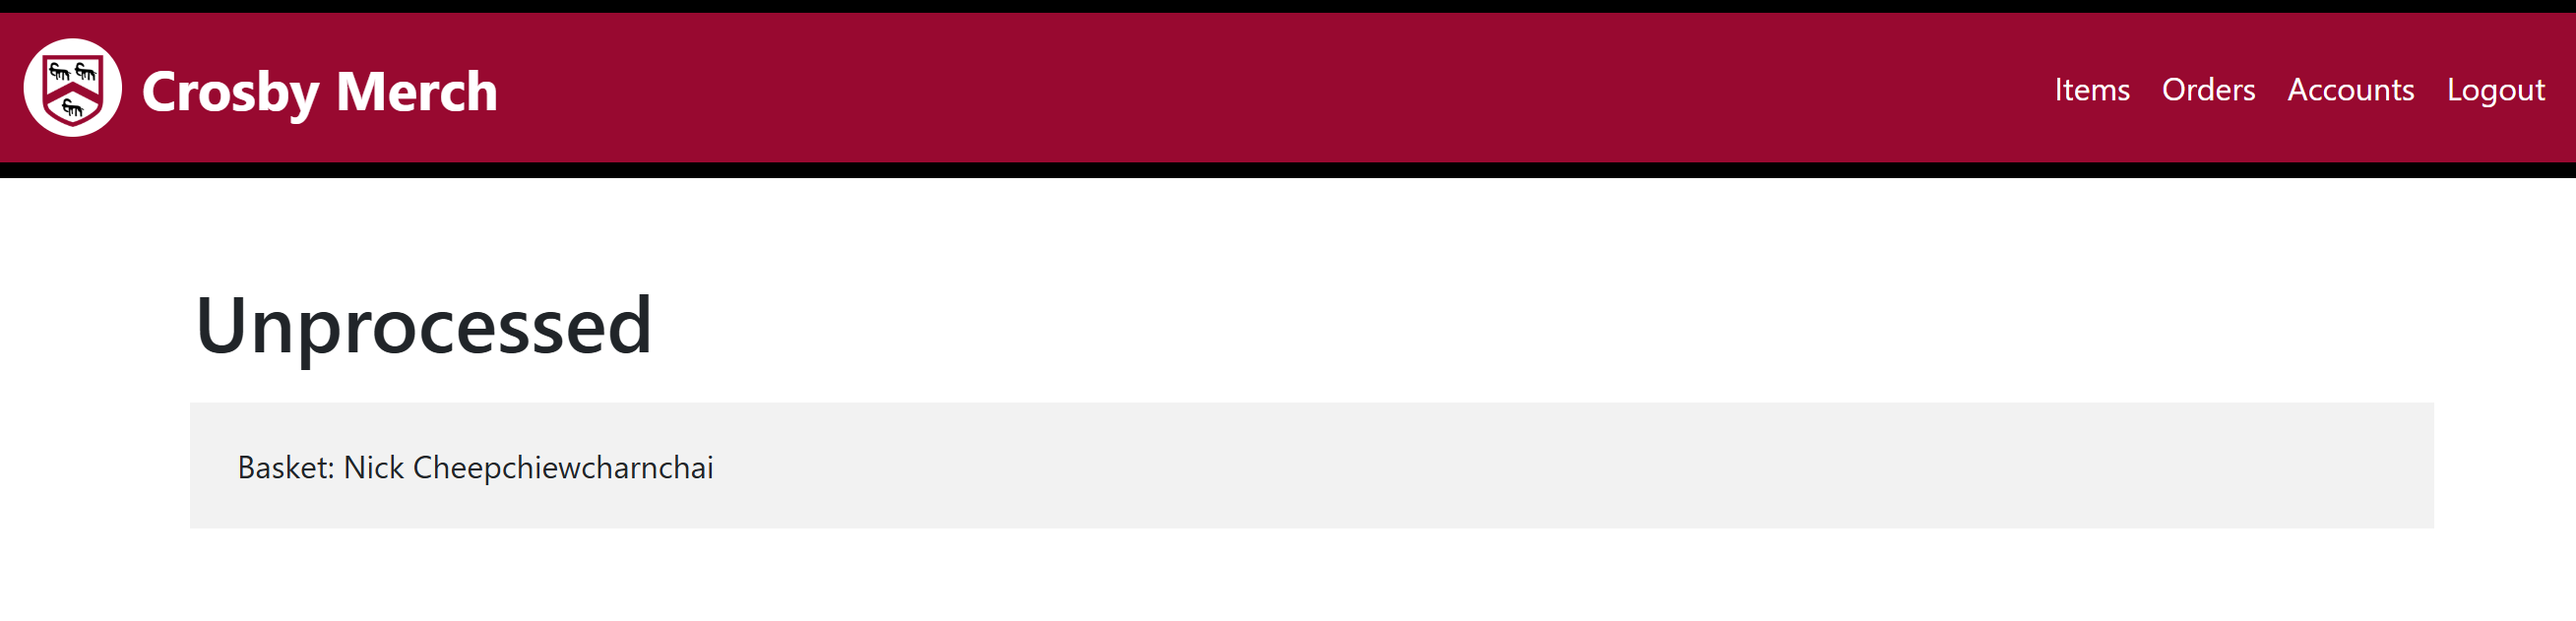 Crosby Merch
Items Orders Accounts Logout
Unprocessed
Basket: Nick Cheepchiewcharnchai